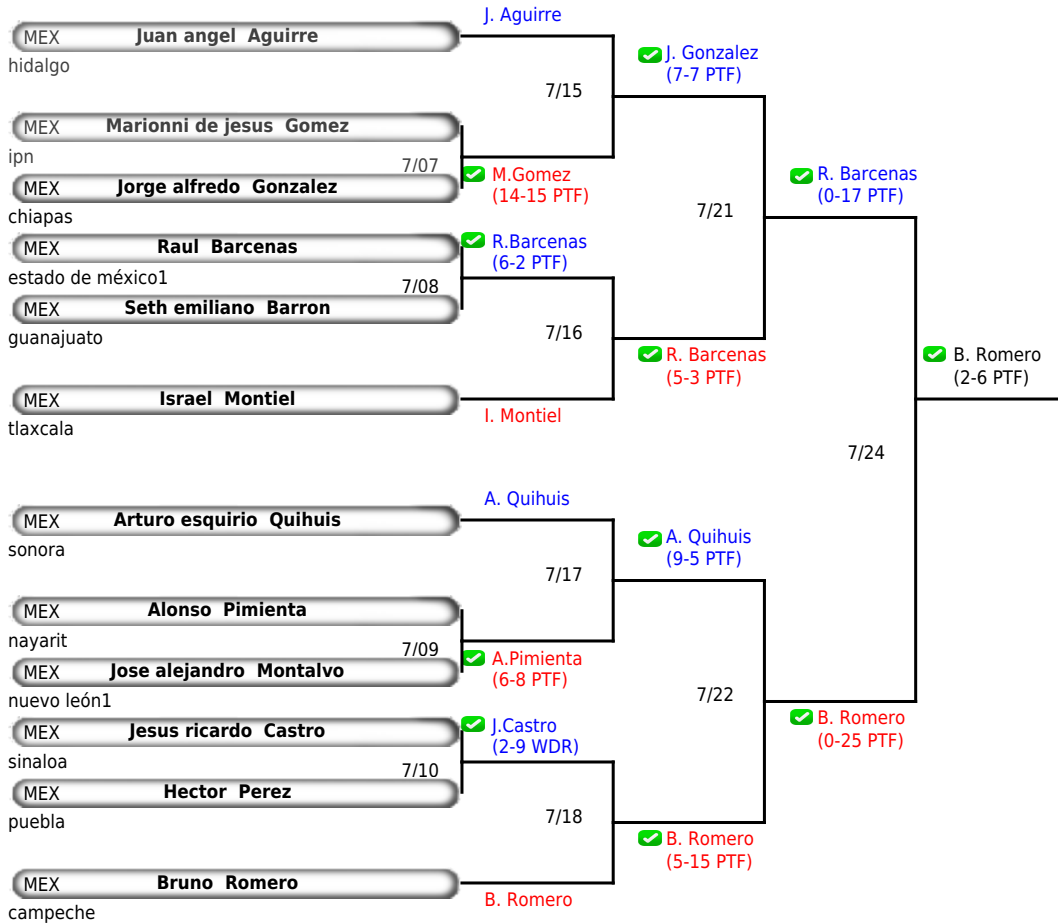 J. Aguirre
MEX Juan angel Aguirre
hidalgo
J. Gonzalez
(7-7 PTF)
7/15
MEX Marionni de jesus Gomez
ipn
7/07
M.Gomez
(14-15 PTF)
MEX Jorge alfredo Gonzalez
chiapas
R. Barcenas
(0-17 PTF)
7/21
MEX Raul Barcenas
estado de méxico1
R.Barcenas
(6-2 PTF)
7/08
MEX Seth emiliano Barron
guanajuato
7/16
R. Barcenas
(5-3 PTF)
B. Romero
(2-6 PTF)
MEX Israel Montiel
tlaxcala
I. Montiel
7/24
A. Quihuis
MEX Arturo esquirio Quihuis
sonora
A. Quihuis
(9-5 PTF)
7/17
MEX Alonso Pimienta
nayarit
7/09
A.Pimienta
(6-8 PTF)
MEX Jose alejandro Montalvo
nuevo león1
7/22
B. Romero
(0-25 PTF)
MEX Jesus ricardo Castro
sinaloa
J.Castro
(2-9 WDR)
7/10
MEX Hector Perez
puebla
7/18
B. Romero
(5-15 PTF)
MEX Bruno Romero
campeche
B. Romero